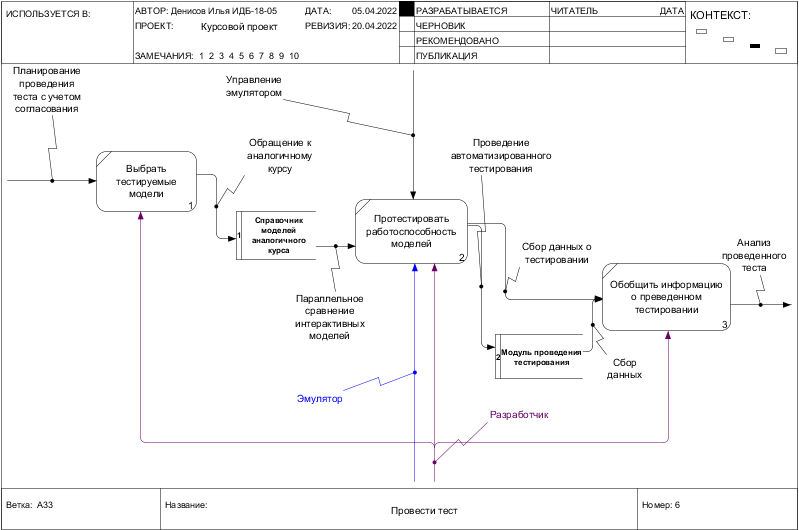 ИСПОЛЬЗУЕТСЯ В:
АВТОР: Денисов Илья ИДБ-18-05
ДАТА: 05.04.2022
ПРОЕКТ: Курсовой проект
РЕВИЗИЯ: 20.04.2022
ЗАМЕЧАНИЯ: 1 2 3 4 5 6 7 8 9 10
РАЗРАБАТЫВАЕТСЯ
ЧЕРНОВИК
РЕКОМЕНДОВАНО
ПУБЛИКАЦИЯ
ЧИТАТЕЛЬ
ДАТА
КОНТЕКСТ:
Планирование
проведения
теста с учетом
согласования
Управление
эмулятором
Обращение к
аналогичному
курсу
Проведение
автоматизированного
тестирования
Выбрать
тестируемые
модели
1
1
Справочник
моделей
аналогичного
курса
Протестировать
работоспособность
моделей
2
Сбор данных о
тестировании
Анализ
проведенного
теста
Обобщить информацию
о преведенном
тестировании
3
Параллельное
сравнение
интерактивных
моделей
2
Модуль проведения
тестирования
Сбор
данных
Эмулятор
Разработчик
Ветка: A33
Название:
Провести тест
Номер: 6